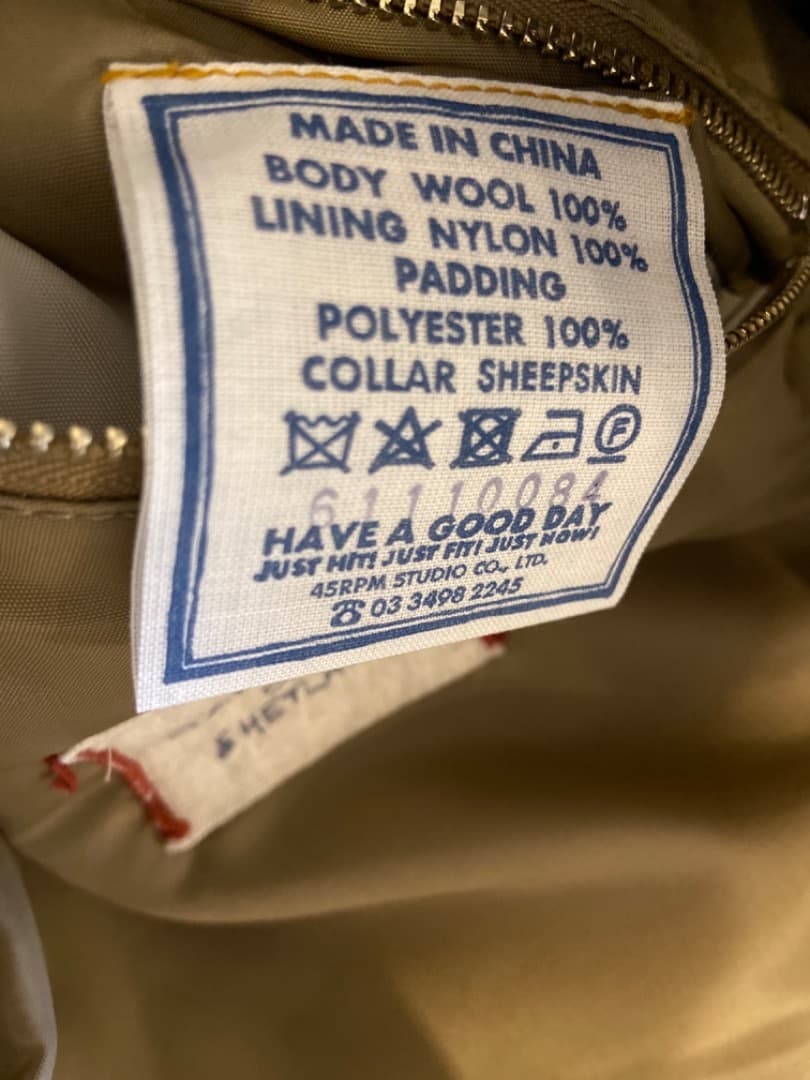 MADE IN CHINA
BODY WOOL 100%
LINING NYLON 100%
PADDING
POLYESTER 100%
COLLAR SHEEPSKIN
F
61110084
HAVE A GOOD DAY
JUST HIT! JUST FIT! JUST NOW!
45RPM STUDIO CO., LTD.
☎ 03 3498 2245